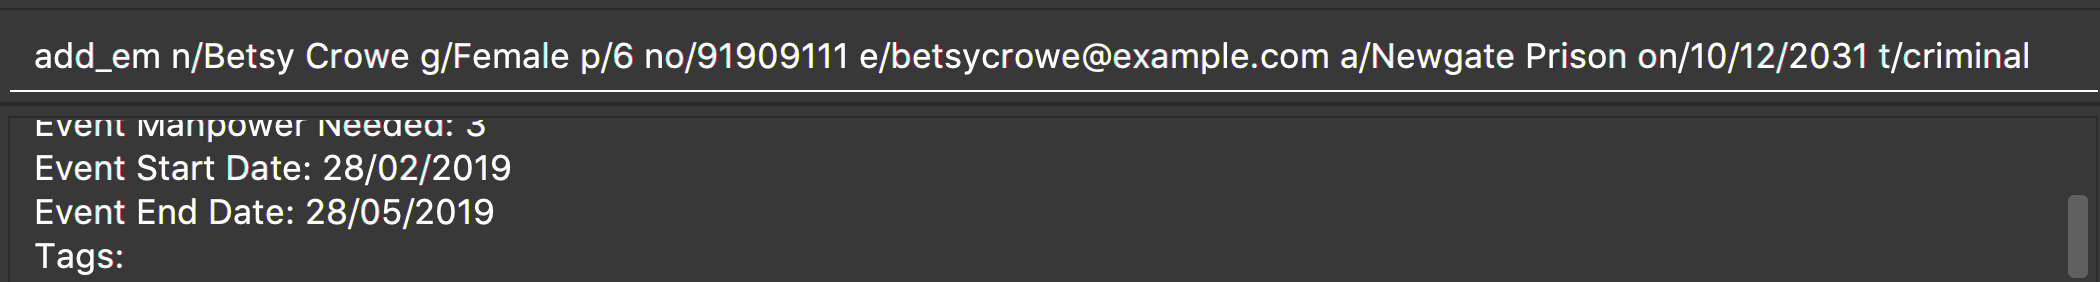 add_em n/Betsy Crowe g/Female p/6 no/91909111 e/betsycrowe@example.com a/Newgate Prison on/10/12/2031 t/criminal
Event Manpower Needed: 3
Event Start Date: 28/02/2019
Event End Date: 28/05/2019
Tags: